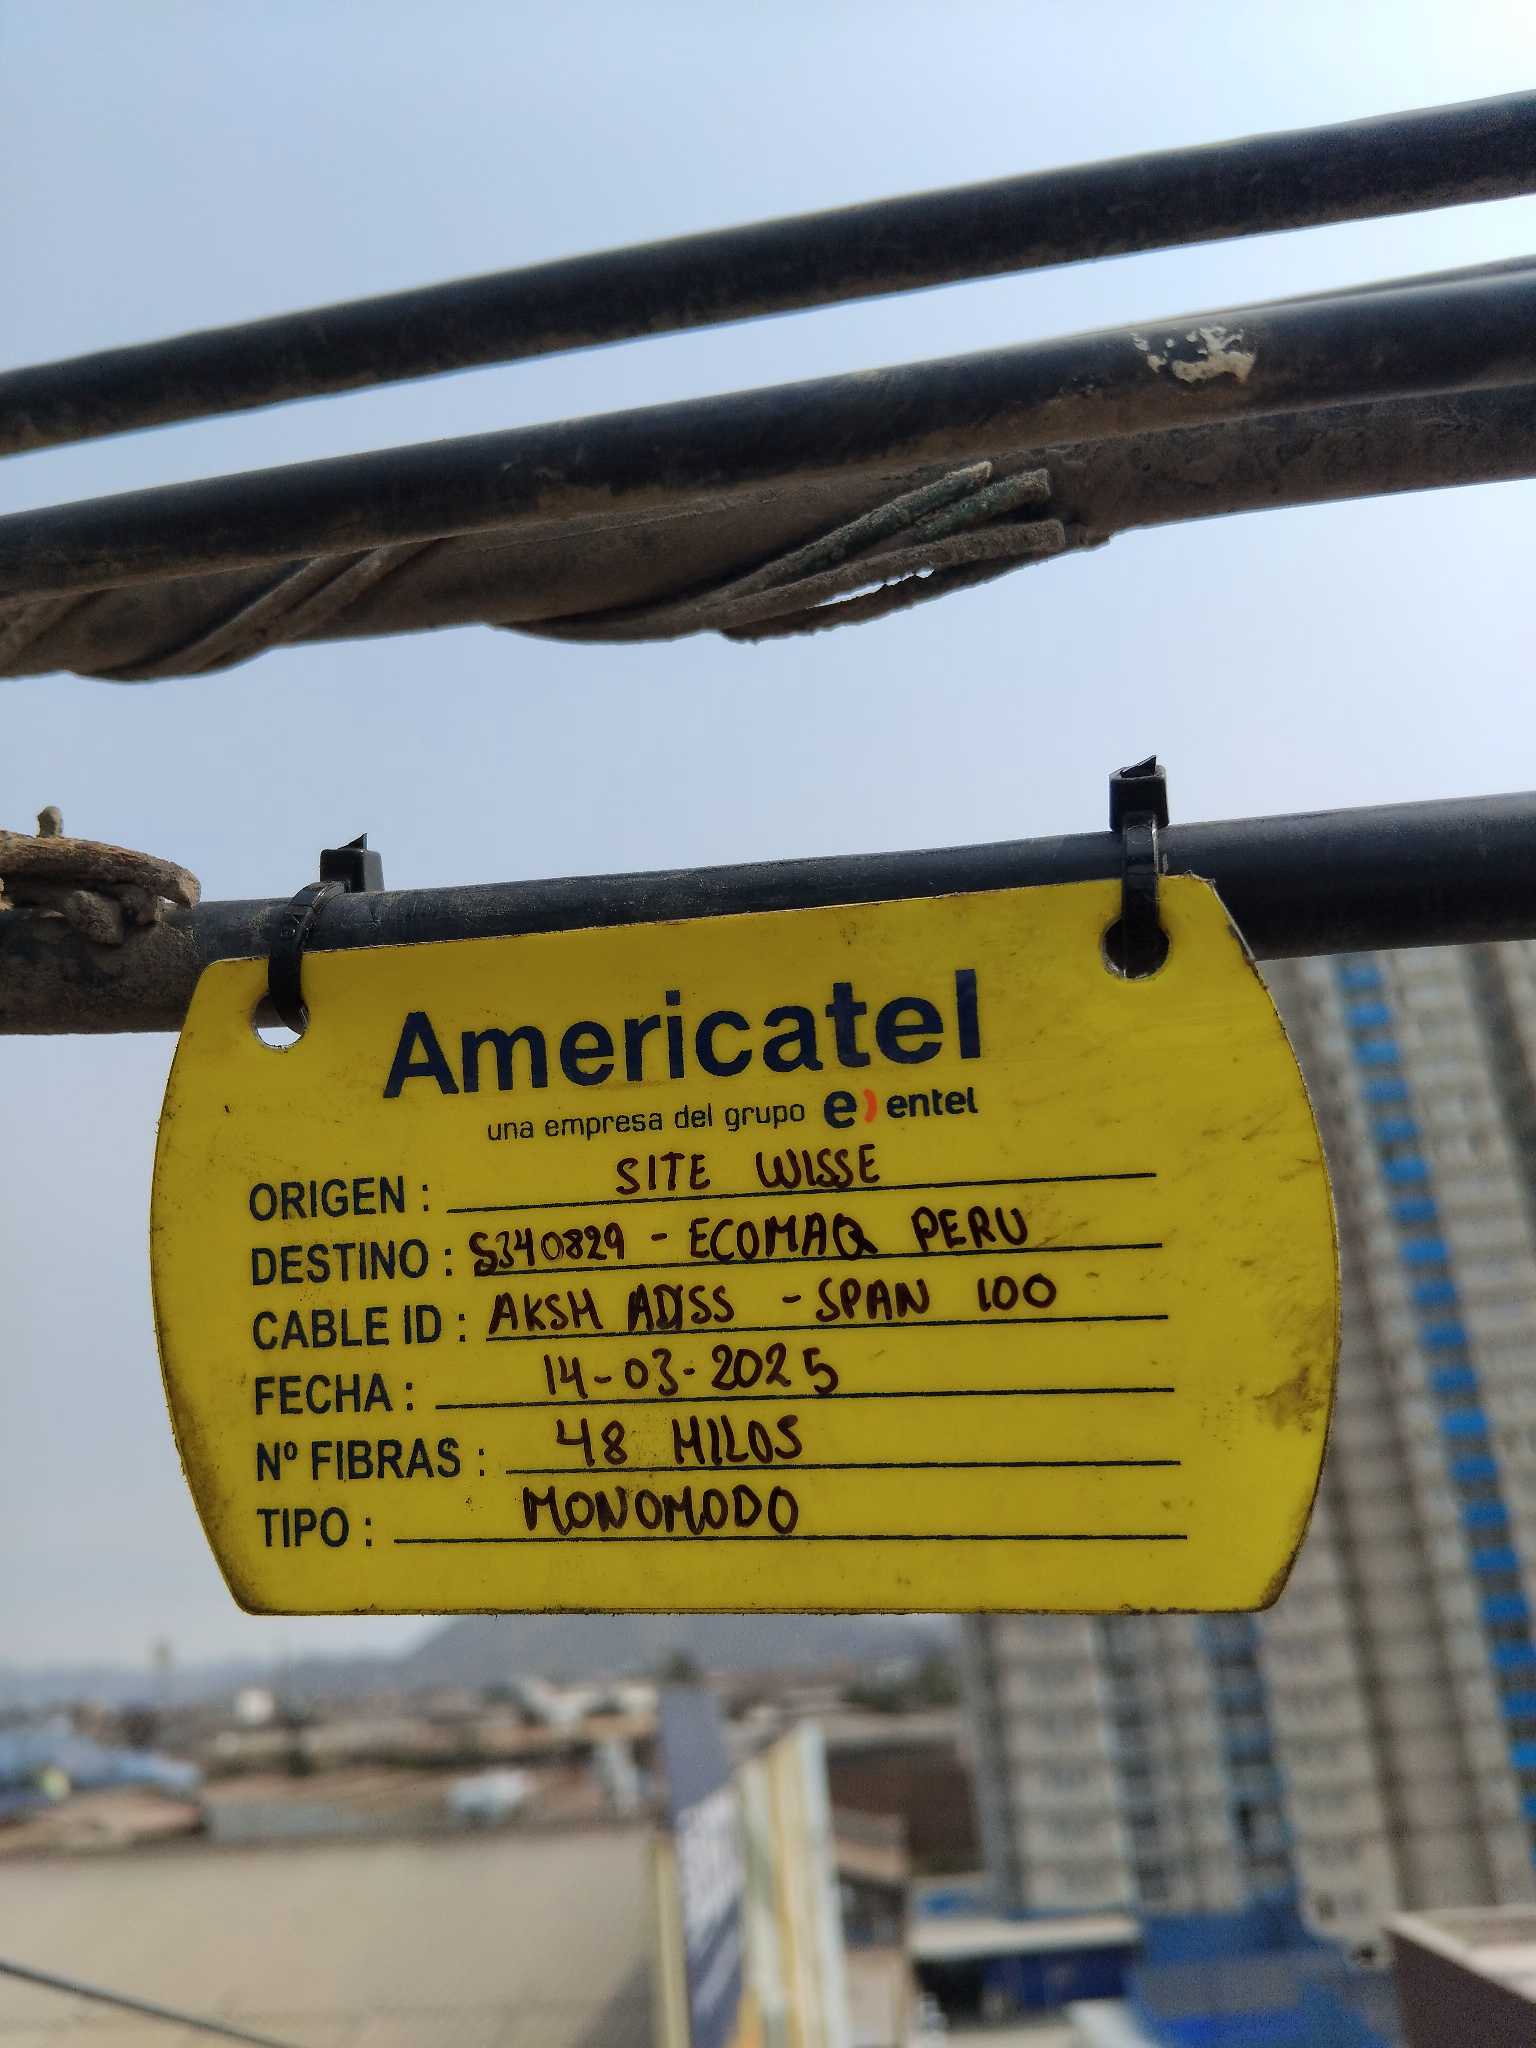 Americatel
una empresa del grupo e) entel
ORIGEN : SITE WISSE
DESTINO : S340829 - ECOMAQ PERU
CABLE ID : AKSH ADSS - SPAN 100
FECHA : 14-03-2025
Nº FIBRAS : 48 HILOS
TIPO : MONOMODO